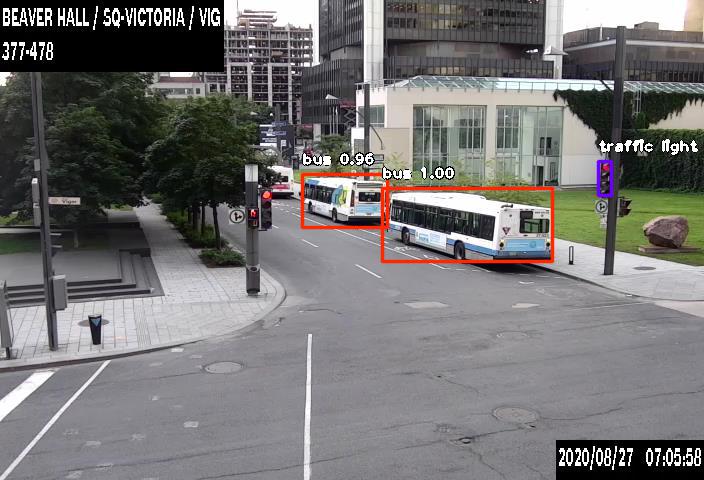 BEAVER HALL / SQ-VICTORIA / VIG
377-478
bus 0.96
bus 1.00
traffic light
Viger
2020/08/27 07:05:58